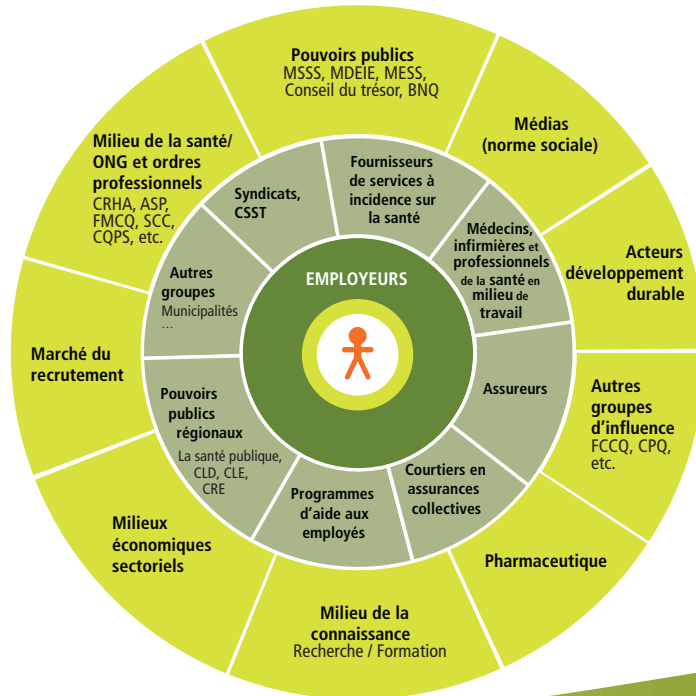 Pouvoirs publics
MSSS, MDEIE, MESS,
Conseil du trésor, BNQ
Médias
(norme sociale)
Acteurs
développement
durable
Autres
groupes
d'influence
FCCQ, CPQ,
etc.
Pharmaceutique
Milieu de la
connaissance
Recherche / Formation
Milieux
économiques
sectoriels
Marché du
recrutement
Milieu de la santé/
ONG et ordres
professionnels
CRHA, ASP,
FMCQ, SCC,
CQPS, etc.
Fournisseurs
de services à
incidence sur
la santé
Médecins,
infirmières et
professionnels
de la santé en
milieu de
travail
Assureurs
Courtiers en
assurances
collectives
Programmes
d'aide aux
employés
Pouvoirs
publics
régionaux
La santé publique,
CLD, CLE,
CRE
Autres
groupes
Municipalités
...
Syndicats,
CSST
EMPLOYEURS